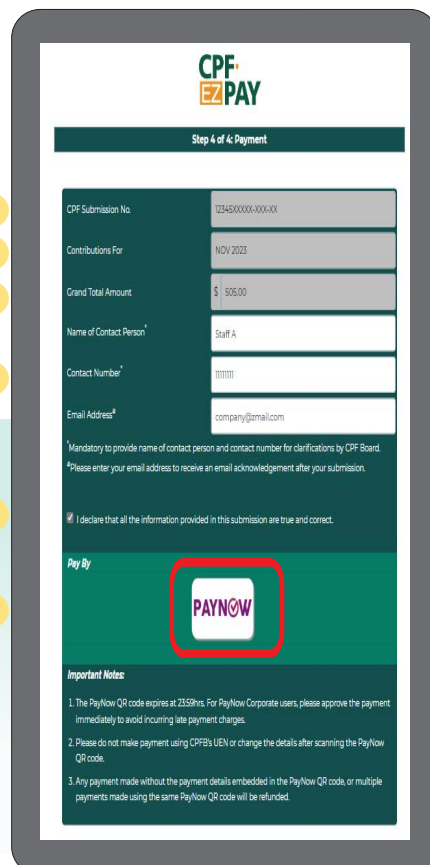 CPF
EZ PAY
Step 4 of 4: Payment
CPF Submission No. 12345XXXXX-XXX-XX
Contributions For NOV 2023
Grand Total Amount $ 505.00
Name of Contact Person* Staff A
Contact Number* 11111111
Email Address# company@zmail.com
*Mandatory to provide name of contact person and contact number for clarifications by CPF Board.
#Please enter your email address to receive an email acknowledgement after your submission.
I declare that all the information provided in this submission are true and correct.
Pay By
PAYNOW
Important Notes:
1. The PayNow QR code expires at 23:59hrs. For PayNow Corporate users, please approve the payment
immediately to avoid incurring late payment charges.
2. Please do not make payment using CPFB's UEN or change the details after scanning the PayNow
QR code.
3. Any payment made without the payment details embedded in the PayNow QR code, or multiple
payments made using the same PayNow QR code will be refunded.